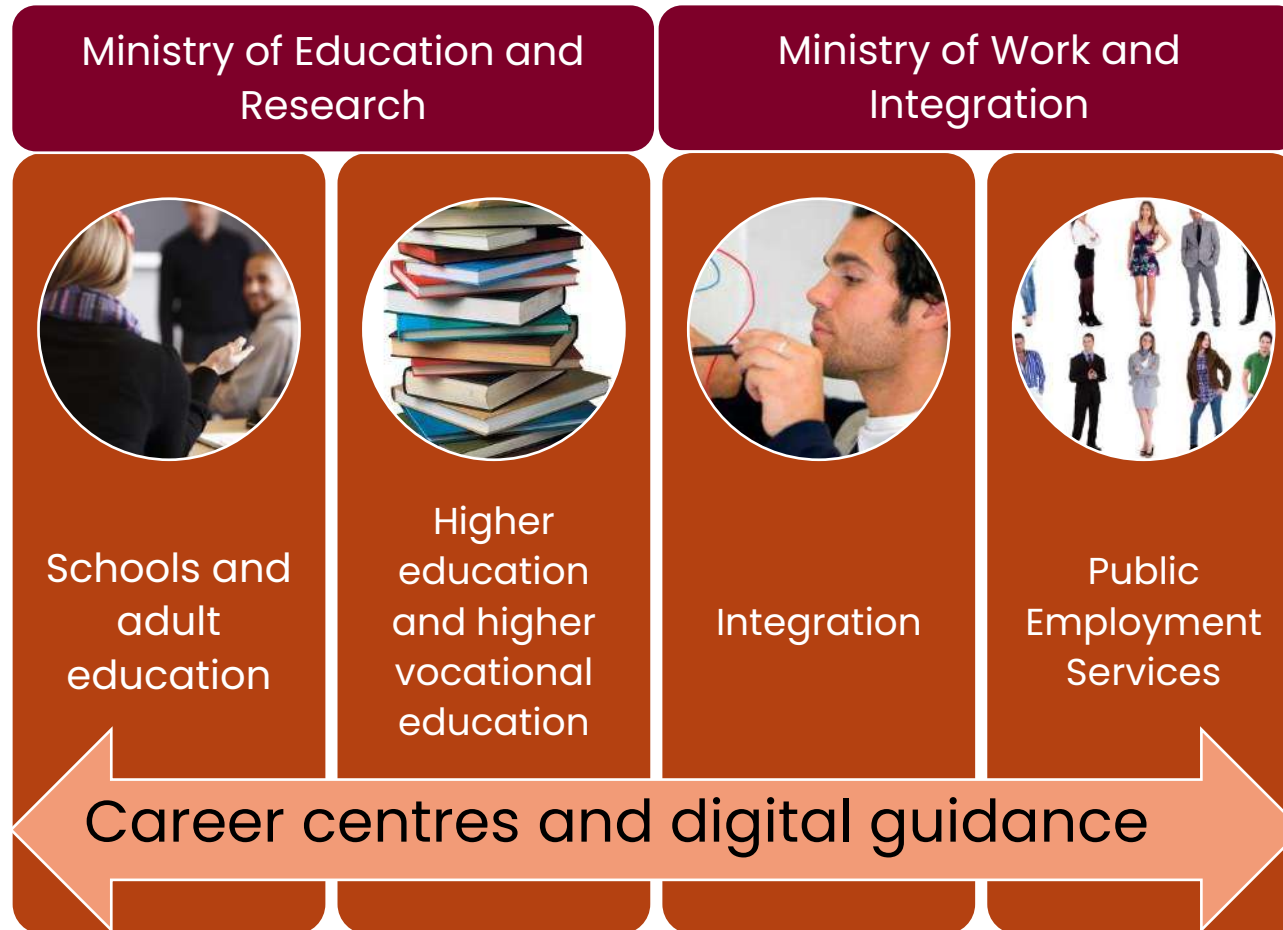 Ministry of Education and
Research
Ministry of Work and
Integration
Schools and
adult
education
Higher
education
and higher
vocational
education
Integration
Public
Employment
Services
Career centres and digital guidance